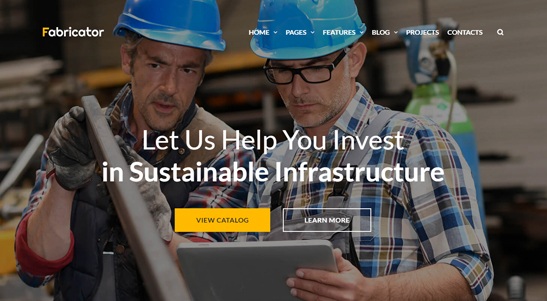 Fabricator
HOME PAGES FEATURES BLOG PROJECTS CONTACTS
Let Us Help You Invest
in Sustainable Infrastructure
VIEW CATALOG LEARN MORE